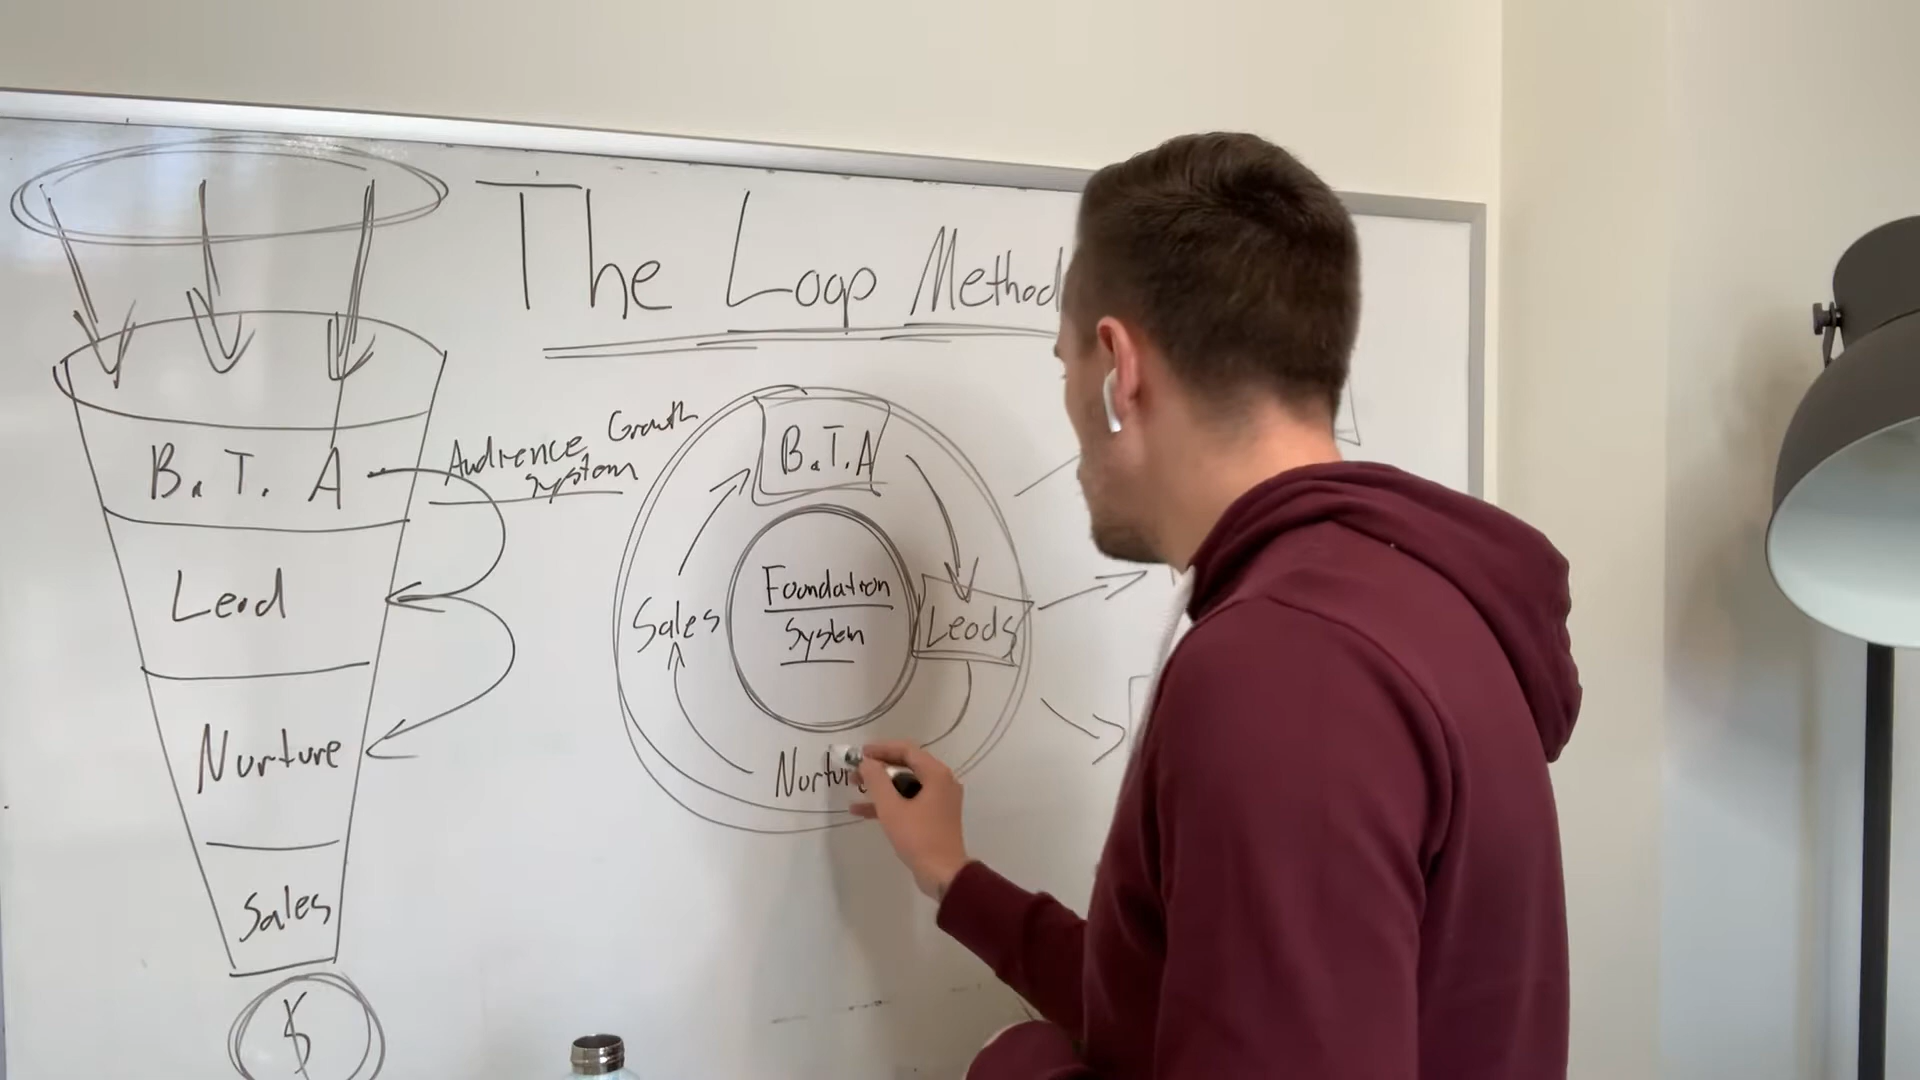 The Loop Method
B.T.A
Lead
Nurture
Sales
$
Audience Growth
System
B.T.A
Leads
Nurture
Sales
Foundation
System